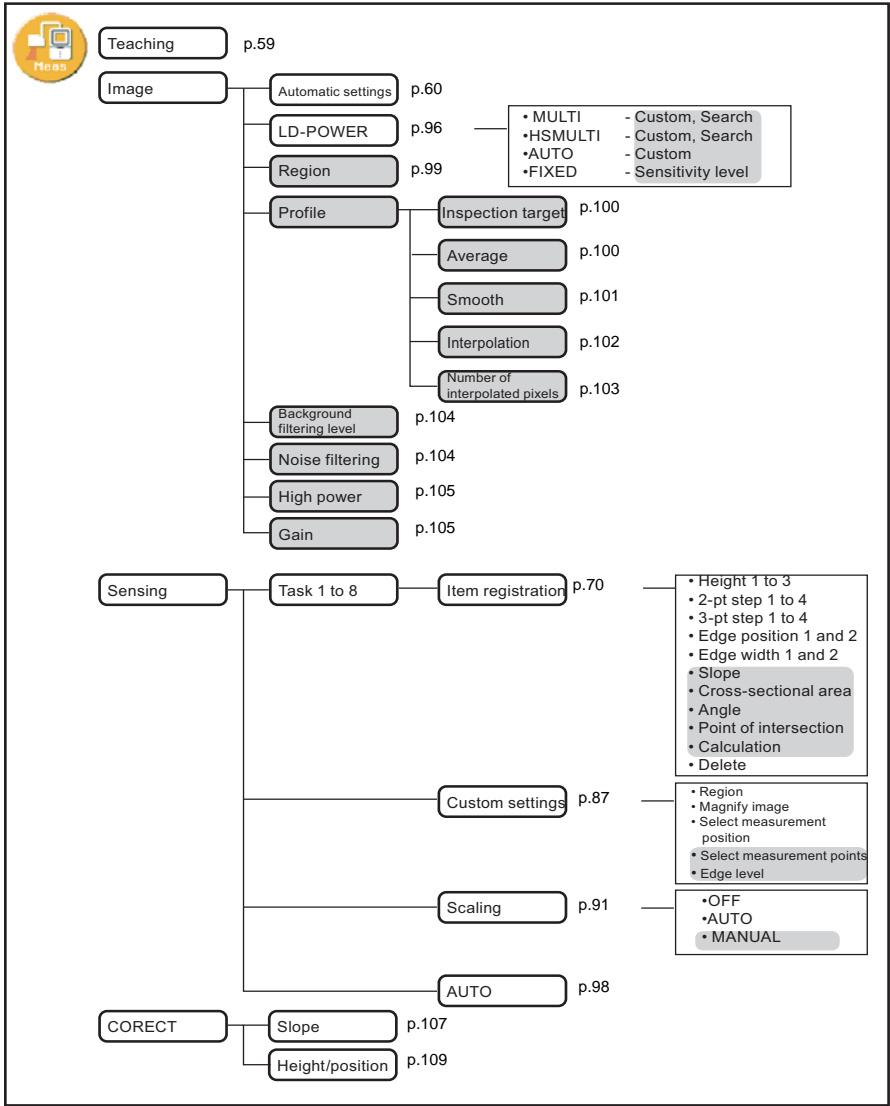 Meas
Teaching p.59
Image
Automatic settings p.60
LD-POWER p.96
• MULTI - Custom, Search
•HSMULTI - Custom, Search
•AUTO - Custom
•FIXED - Sensitivity level
Region p.99
Profile
Inspection target p.100
Average p.100
Smooth p.101
Interpolation p.102
Number of
interpolated pixels p.103
Background
filtering level p.104
Noise filtering p.104
High power p.105
Gain p.105
Sensing
Task 1 to 8
Item registration p.70
• Height 1 to 3
• 2-pt step 1 to 4
• 3-pt step 1 to 4
• Edge position 1 and 2
• Edge width 1 and 2
• Slope
• Cross-sectional area
• Angle
• Point of intersection
• Calculation
• Delete
Custom settings p.87
• Region
• Magnify image
• Select measurement
position
• Select measurement points
• Edge level
Scaling p.91
•OFF
•AUTO
• MANUAL
AUTO p.98
CORECT
Slope p.107
Height/position p.109